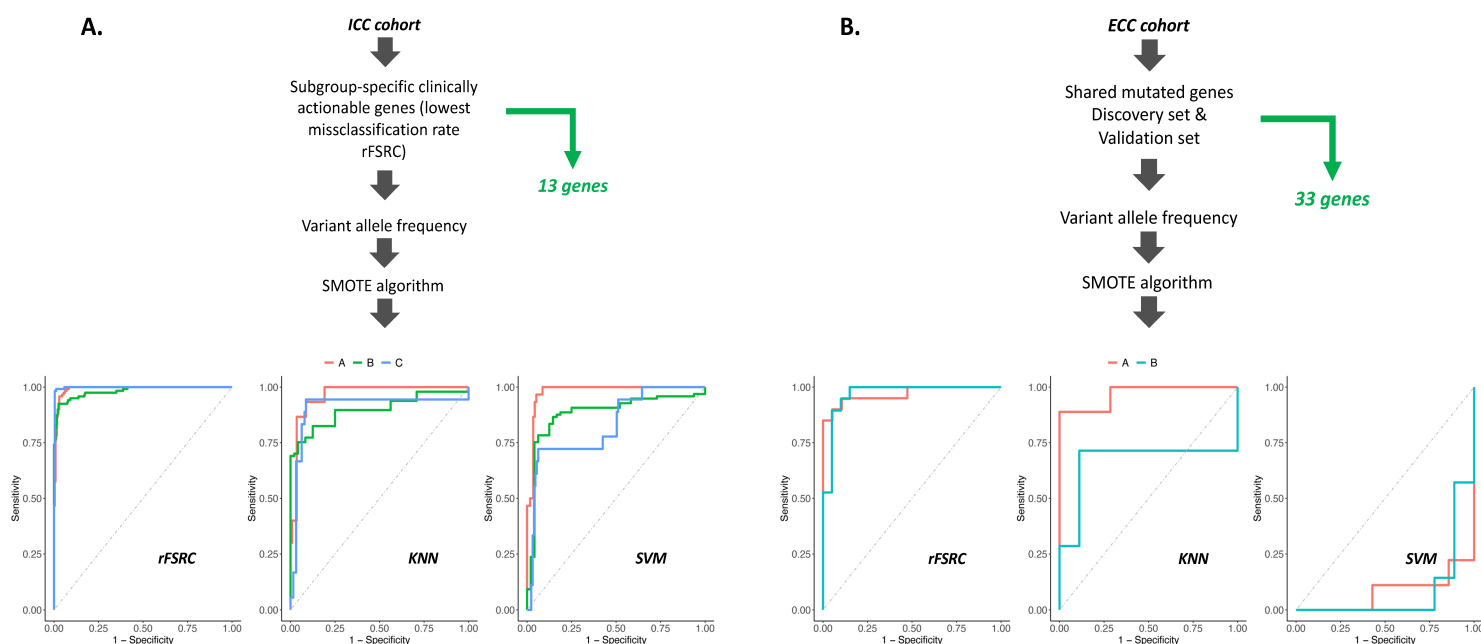 A.
ICC cohort
Subgroup-specific clinically
actionable genes (lowest
missclassification rate
rFSRC)
13 genes
Variant allele frequency
SMOTE algorithm
A B C
1.00
0.75
0.50
0.25
0.00
Sensitivity
rFSRC
0.00 0.25 0.50 0.75 1.00
1 – Specificity
1.00
0.75
0.50
0.25
0.00
Sensitivity
KNN
0.00 0.25 0.50 0.75 1.00
1 – Specificity
1.00
0.75
0.50
0.25
0.00
Sensitivity
SVM
0.00 0.25 0.50 0.75 1.00
1 – Specificity
B.
ECC cohort
Shared mutated genes
Discovery set &
Validation set
33 genes
Variant allele frequency
SMOTE algorithm
A B
1.00
0.75
0.50
0.25
0.00
Sensitivity
rFSRC
0.00 0.25 0.50 0.75 1.00
1 – Specificity
1.00
0.75
0.50
0.25
0.00
Sensitivity
KNN
0.00 0.25 0.50 0.75 1.00
1 – Specificity
1.00
0.75
0.50
0.25
0.00
Sensitivity
SVM
0.00 0.25 0.50 0.75 1.00
1 – Specificity